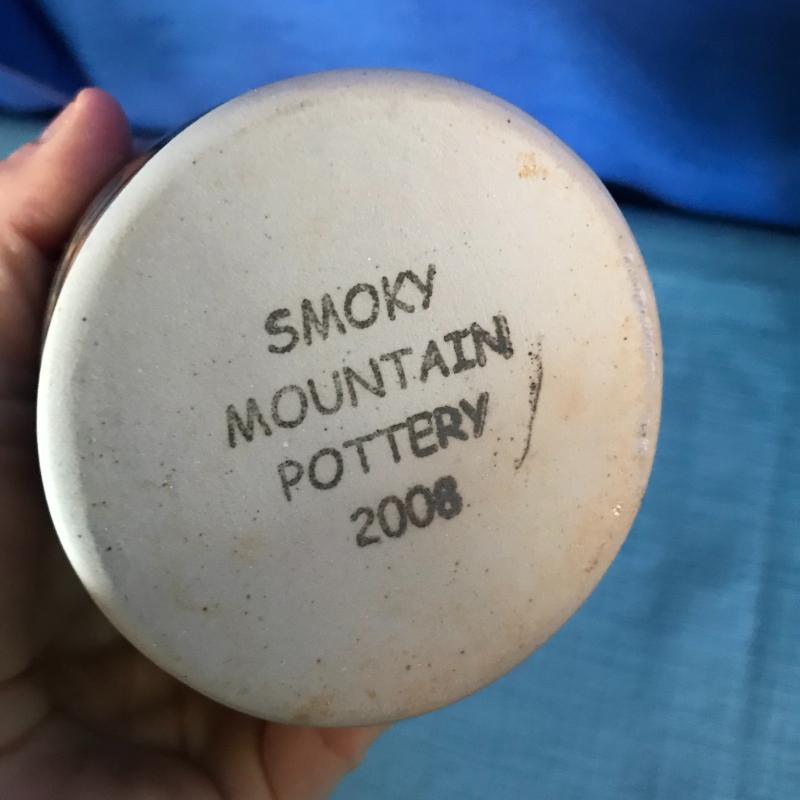 SMOKY
MOUNTAIN
POTTERY
2008